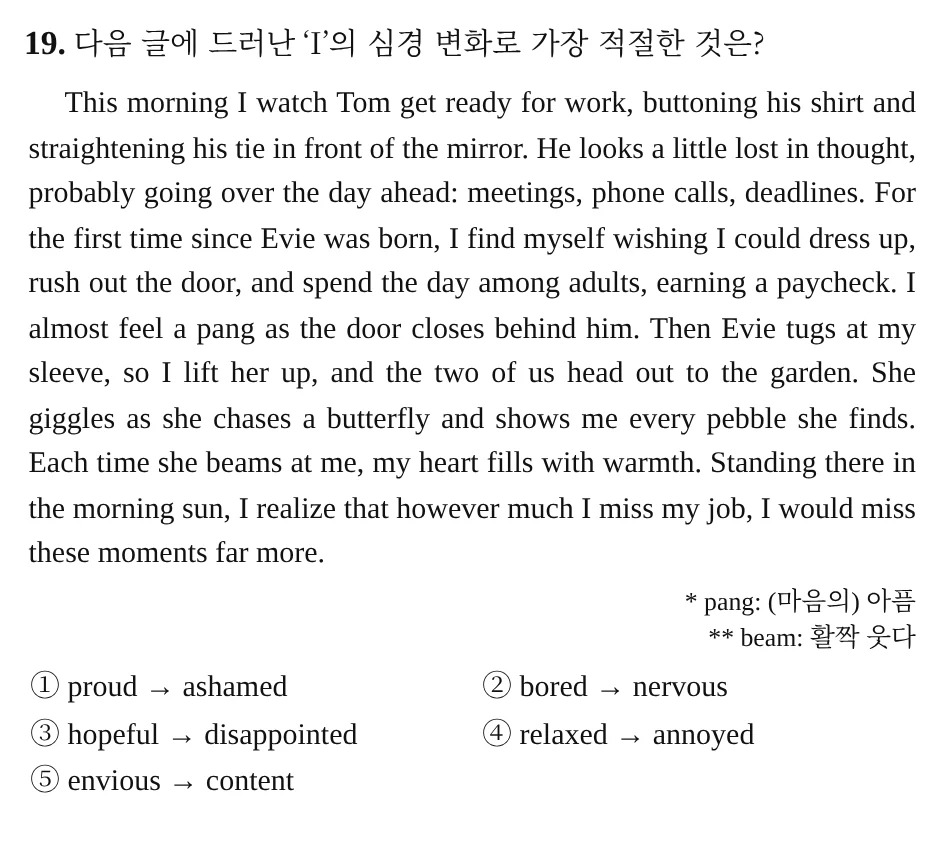 19. 다음 글에 드러난 ‘I’의 심경 변화로 가장 적절한 것은?
This morning I watch Tom get ready for work, buttoning his shirt and
straightening his tie in front of the mirror. He looks a little lost in thought,
probably going over the day ahead: meetings, phone calls, deadlines. For
the first time since Evie was born, I find myself wishing I could dress up,
rush out the door, and spend the day among adults, earning a paycheck. I
almost feel a pang as the door closes behind him. Then Evie tugs at my
sleeve, so I lift her up, and the two of us head out to the garden. She
giggles as she chases a butterfly and shows me every pebble she finds.
Each time she beams at me, my heart fills with warmth. Standing there in
the morning sun, I realize that however much I miss my job, I would miss
these moments far more.
* pang: (마음의) 아픔
** beam: 활짝 웃다
① proud → ashamed ② bored → nervous
③ hopeful → disappointed ④ relaxed → annoyed
⑤ envious → content